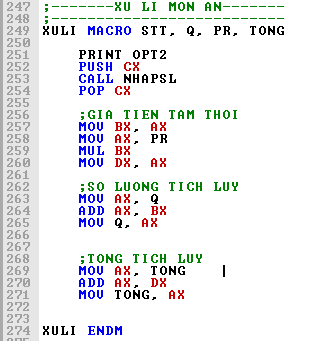 247 ;-------XU LI MON AN-------
248 ;--------------------------
249 XULI MACRO STT, Q, PR, TONG
250
251 PRINT OPT2
252 PUSH CX
253 CALL NHAPSL
254 POP CX
255
256 ;GIA TIEN TAM THOI
257 MOV BX, AX
258 MOV AX, PR
259 MUL BX
260 MOV DX, AX
261
262 ;SO LUONG TICH LUY
263 MOV AX, Q
264 ADD AX, BX
265 MOV Q, AX
266
267
268 ;TONG TICH LUY
269 MOV AX, TONG
270 ADD AX, DX
271 MOV TONG, AX
272
273
274 XULI ENDM
275